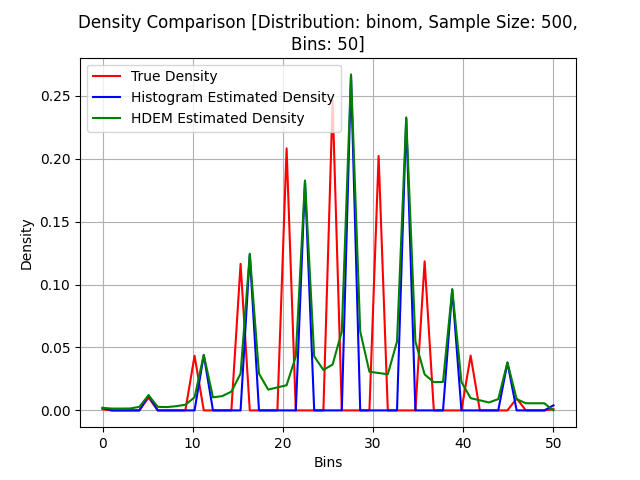 Density Comparison [Distribution: binom, Sample Size: 500,
Bins: 50]
True Density
Histogram Estimated Density
HDEM Estimated Density
Density
0.25
0.20
0.15
0.10
0.05
0.00
0 10 20 30 40 50
Bins